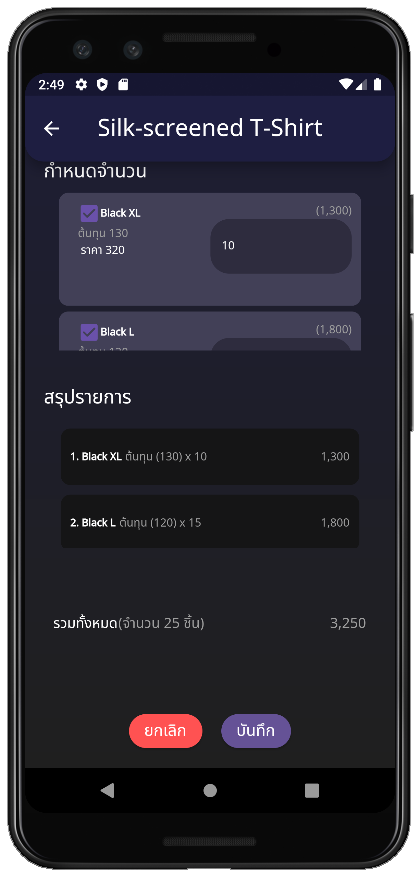 2:49
Silk-screened T-Shirt
กำหนดจำนวน
Black XL (1,300)
ต้นทุน 130
ราคา 320
10
Black L (1,800)
สรุปรายการ
1. Black XL ต้นทุน (130) x 10 1,300
2. Black L ต้นทุน (120) x 15 1,800
รวมทั้งหมด(จำนวน 25 ชิ้น) 3,250
ยกเลิก บันทึก